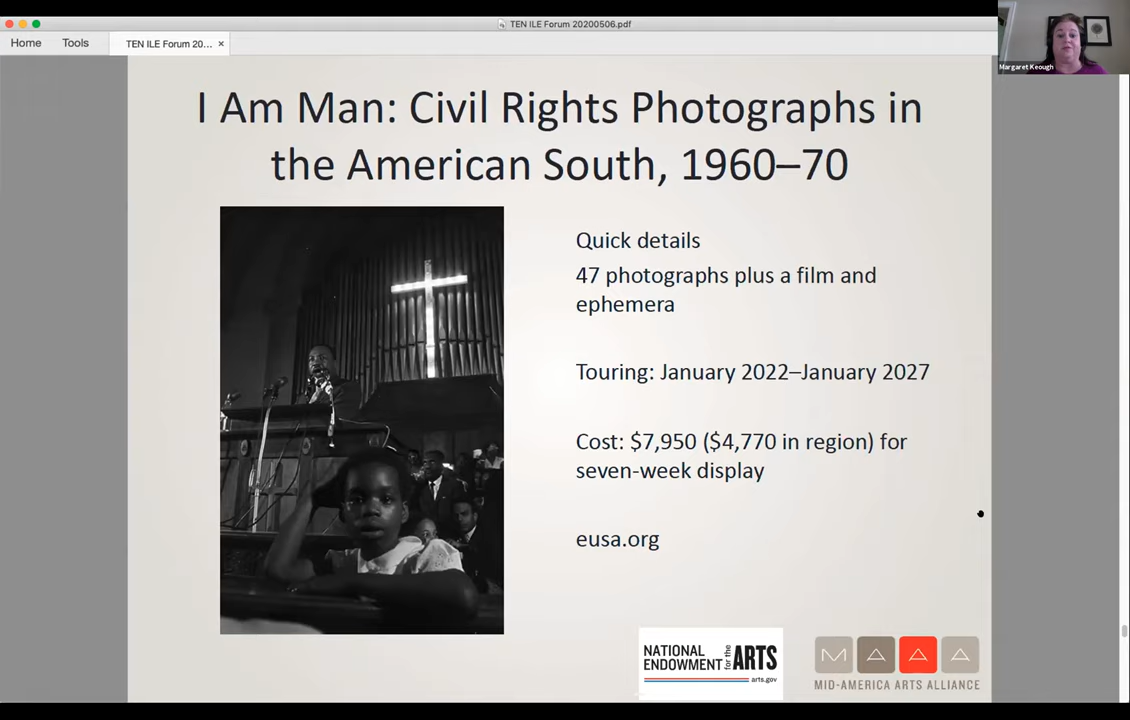 TEN ILE Forum 20200506.pdf
Home
Tools
TEN ILE Forum 20...
×
Margaret Keough
I Am Man: Civil Rights Photographs in
the American South, 1960–70
Quick details
47 photographs plus a film and
ephemera
Touring: January 2022–January 2027
Cost: $7,950 ($4,770 in region) for
seven-week display
eusa.org
NATIONAL
ENDOWMENT for the ARTS
arts.gov
MAAA
MID-AMERICA ARTS ALLIANCE